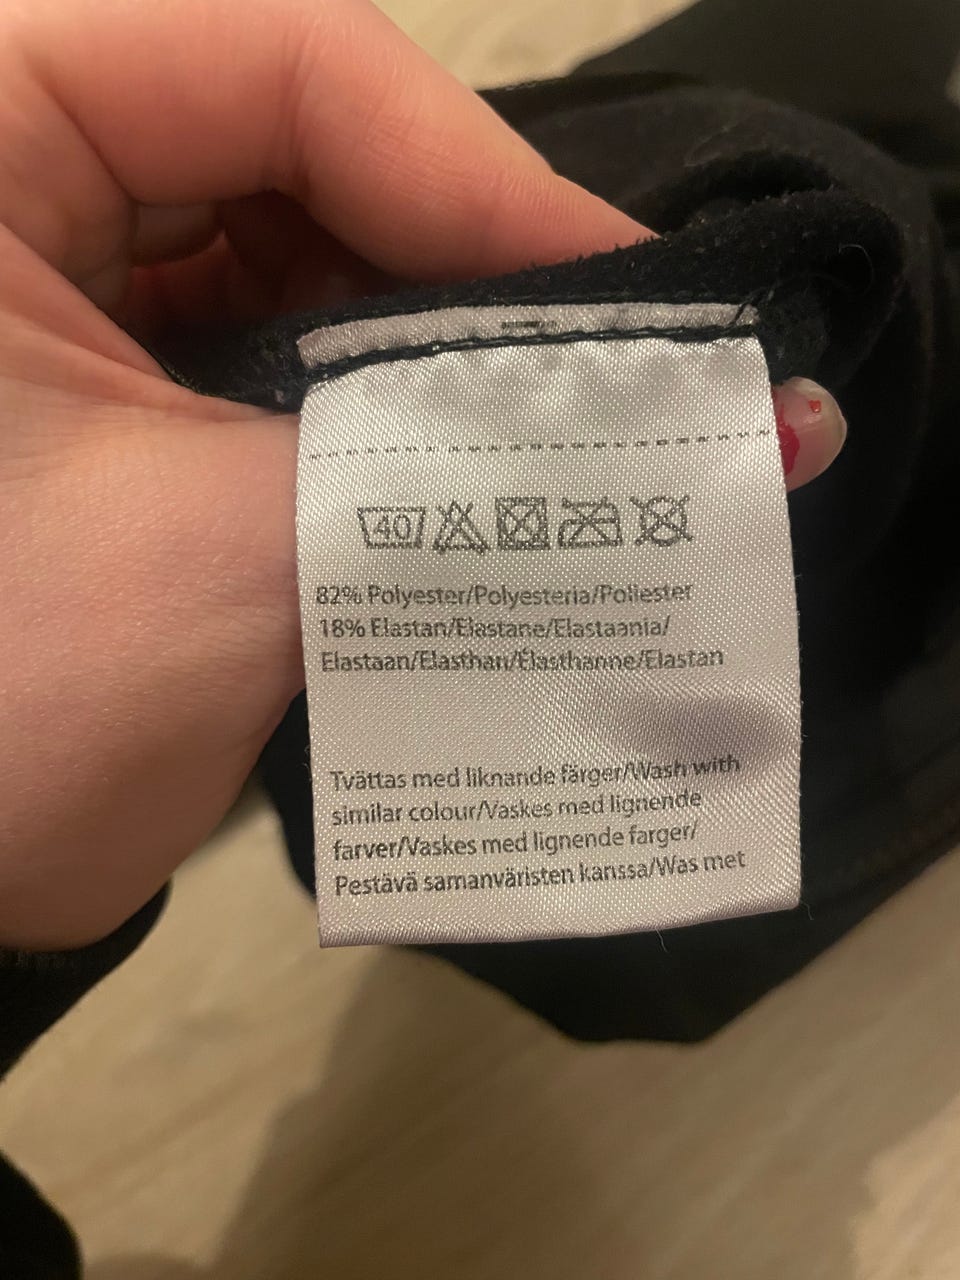 40
82% Polyester/Polyesteria/Poliester
18% Elastan/Elastane/Elastaania/
Elastaan/Elasthan/Élasthanne/Elastan
Tvättas med liknande färger/Wash with
similar colour/Vaskes med lignende
farver/Vaskes med lignende farger/
Pestävä samanväristen kanssa/Was met